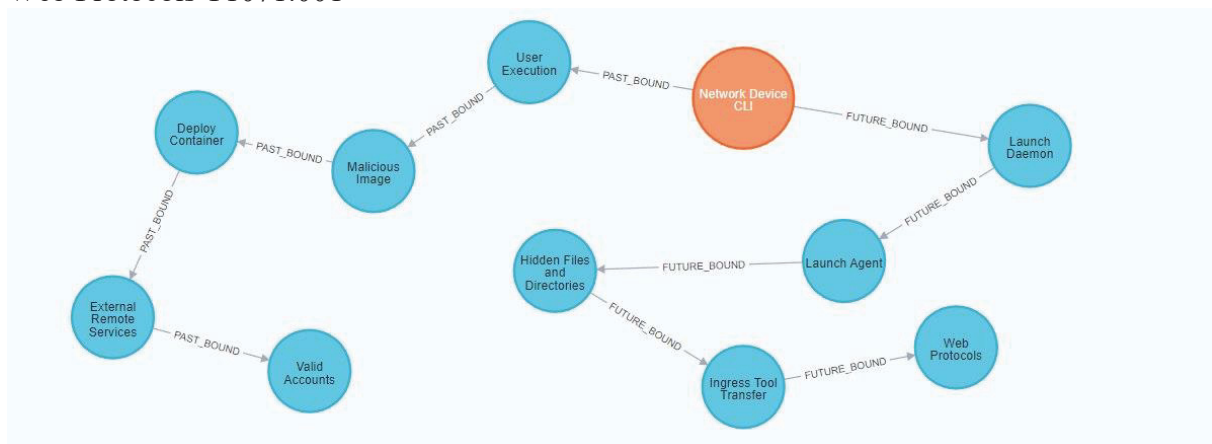 User
Execution
PAST_BOUND
Network Device
CLI
FUTURE_BOUND
Launch
Daemon
PAST_BOUND
Deploy
Container
PAST_BOUND
Malicious
Image
FUTURE_BOUND
PAST_BOUND
Hidden Files
and
Directories
FUTURE_BOUND
Launch Agent
External
Remote
Services
PAST_BOUND
Valid
Accounts
FUTURE_BOUND
Ingress Tool
Transfer
FUTURE_BOUND
Web
Protocols